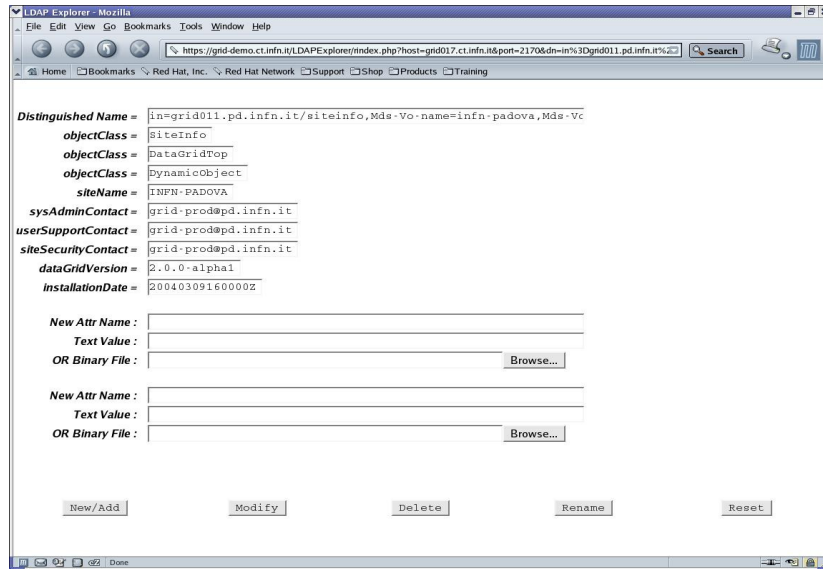 LDAP Explorer - Mozilla
File Edit View Go Bookmarks Tools Window Help
https://grid-demo.ct.infn.it/LDAPExplorer/rindex.php?host=grid017.ct.infn.it&port=2170&dn=in%3Dgrid011.pd.infn.it%2 Search
Home Bookmarks Red Hat, Inc. Red Hat Network Support Shop Products Training
Distinguished Name = in=grid011.pd.infn.it/siteinfo,Mds-Vo-name=infn-padova,Mds-Vo
objectClass = SiteInfo
objectClass = DataGridTop
objectClass = DynamicObject
siteName = INFN-PADOVA
sysAdminContact = grid-prod@pd.infn.it
userSupportContact = grid-prod@pd.infn.it
siteSecurityContact = grid-prod@pd.infn.it
dataGridVersion = 2.0.0-alpha1
installationDate = 20040309160000Z
New Attr Name :
Text Value :
OR Binary File : Browse...
New Attr Name :
Text Value :
OR Binary File : Browse...
New/Add Modify Delete Rename Reset
Done